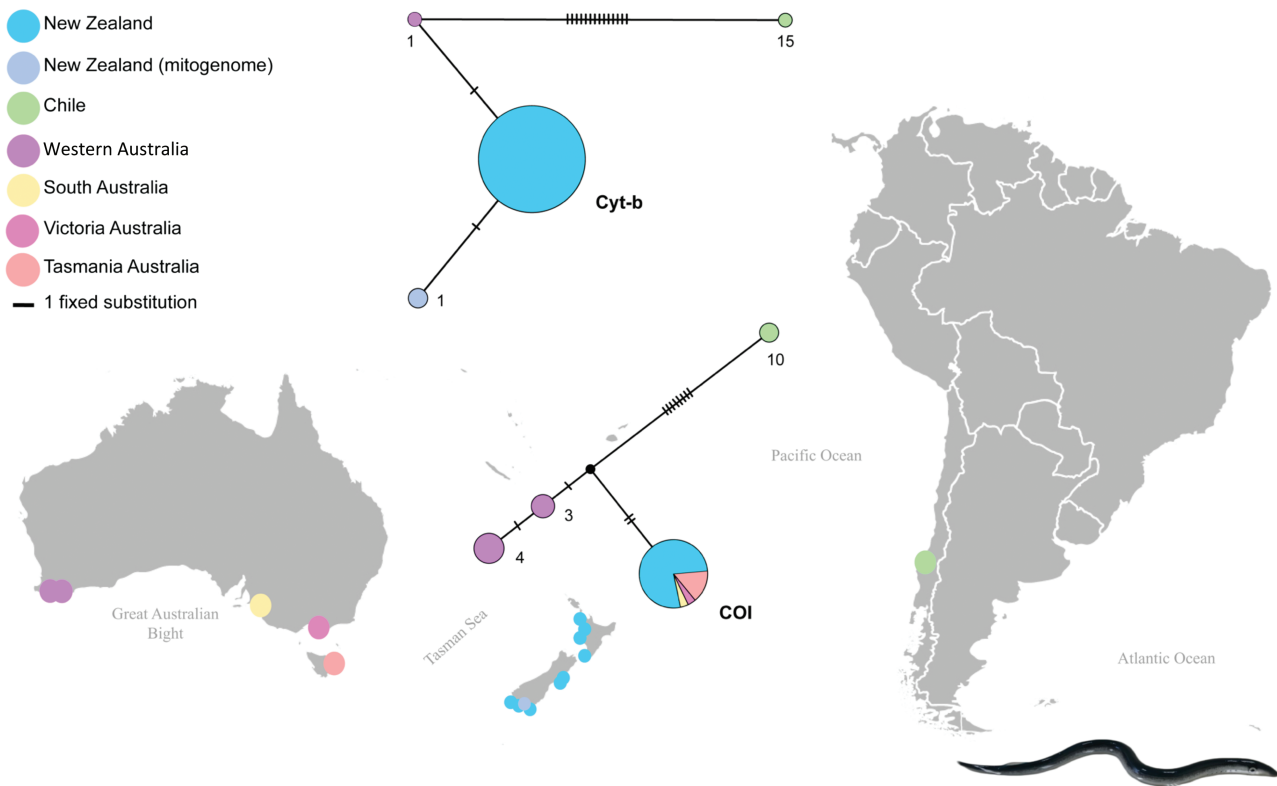 New Zealand
New Zealand (mitogenome)
Chile
Western Australia
South Australia
Victoria Australia
Tasmania Australia
1 fixed substitution
1
15
Cyt-b
1
10
3
4
COI
Great Australian
Bight
Tasman Sea
Pacific Ocean
Atlantic Ocean